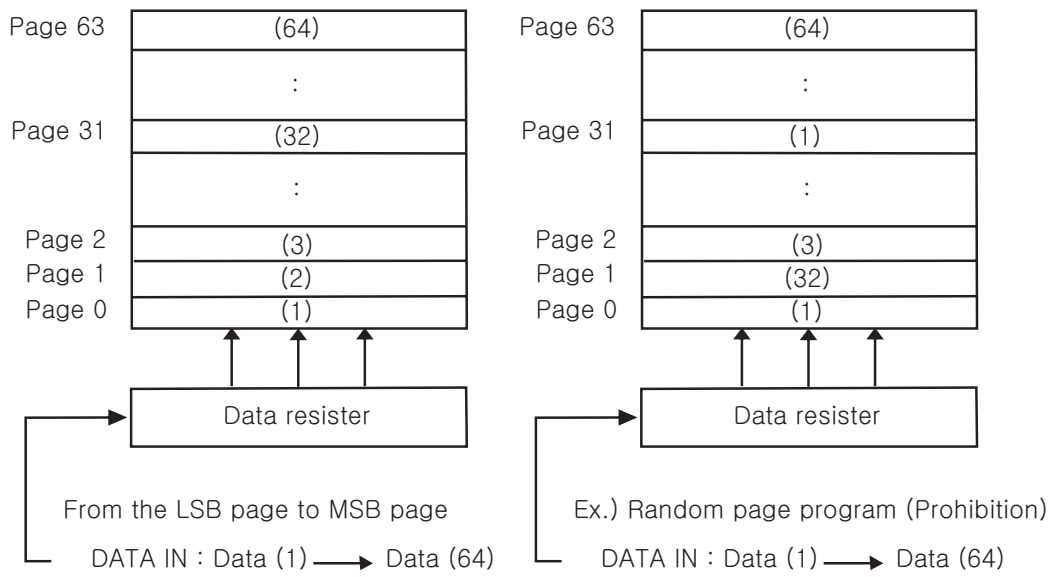 Page 63
(64)
:
Page 31
(32)
:
Page 2
(3)
Page 1
(2)
Page 0
(1)
Data resister
From the LSB page to MSB page
DATA IN : Data (1) → Data (64)
Page 63
(64)
:
Page 31
(1)
:
Page 2
(3)
Page 1
(32)
Page 0
(1)
Data resister
Ex.) Random page program (Prohibition)
DATA IN : Data (1) → Data (64)